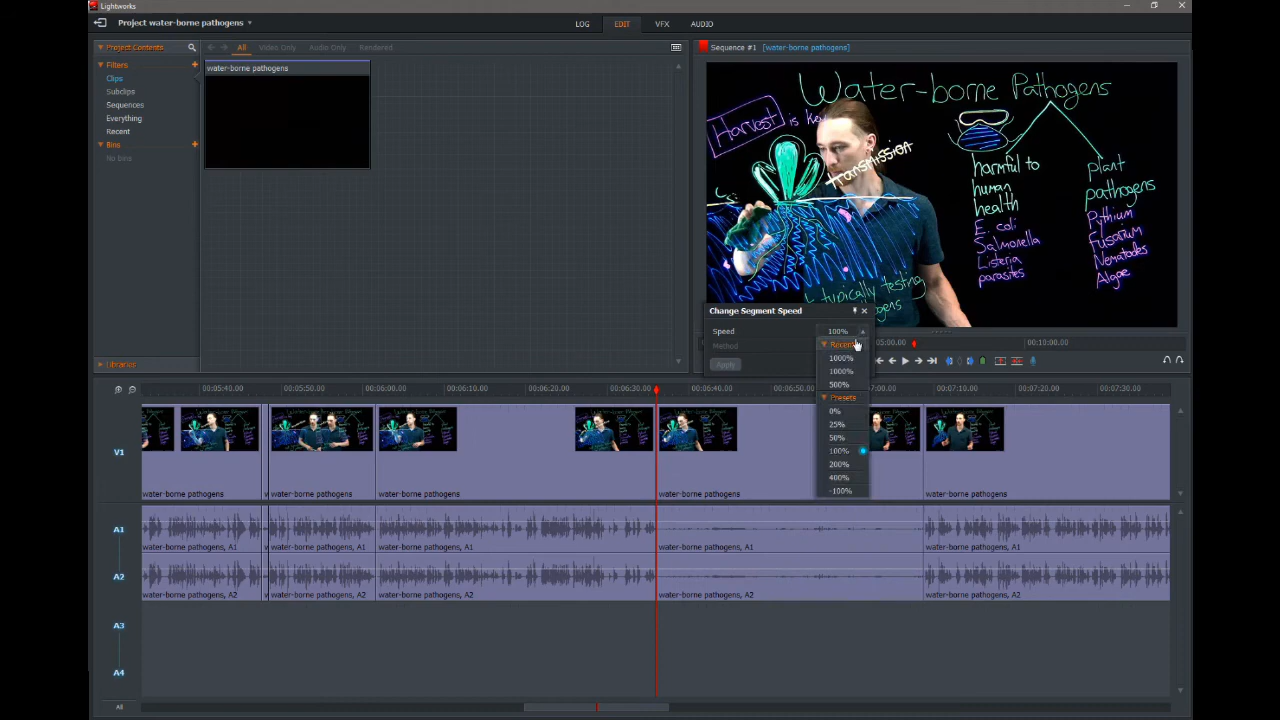 Lightworks
Project water-borne pathogens
LOG EDIT VFX AUDIO
Project Contents
Filters
Clips
Subclips
Sequences
Everything
Recent
Bins
No bins
Libraries
All Video Only Audio Only Rendered
water-borne pathogens
Sequence #1 [water-borne pathogens]
Water-borne Pathogens
Harvest is key
transmission
typically testing
harmful to
human
health
E. coli
Salmonella
Listeria
parasites
plant
pathogens
Pythium
Fusarium
Nematodes
Algae
Change Segment Speed
Speed 100%
Method
Apply
Recent
1000%
1000%
500%
Presets
0%
25%
50%
100%
200%
400%
-100%
05:00.00 00:10:00.00
00:05:40.00 00:05:50.00 00:06:00.00 00:06:10.00 00:06:20.00 00:06:30.00 00:06:40.00 00:06:50.00 00:07:10.00 00:07:20.00 00:07:30.00
V1
water-borne pathogens water-borne pathogens water-borne pathogens water-borne pathogens water-borne pathogens
A1
water-borne pathogens, A1 water-borne pathogens, A1 water-borne pathogens, A1 water-borne pathogens, A1 water-borne pathogens, A1
A2
water-borne pathogens, A2 water-borne pathogens, A2 water-borne pathogens, A2 water-borne pathogens, A2 water-borne pathogens, A2
A3
A4
All